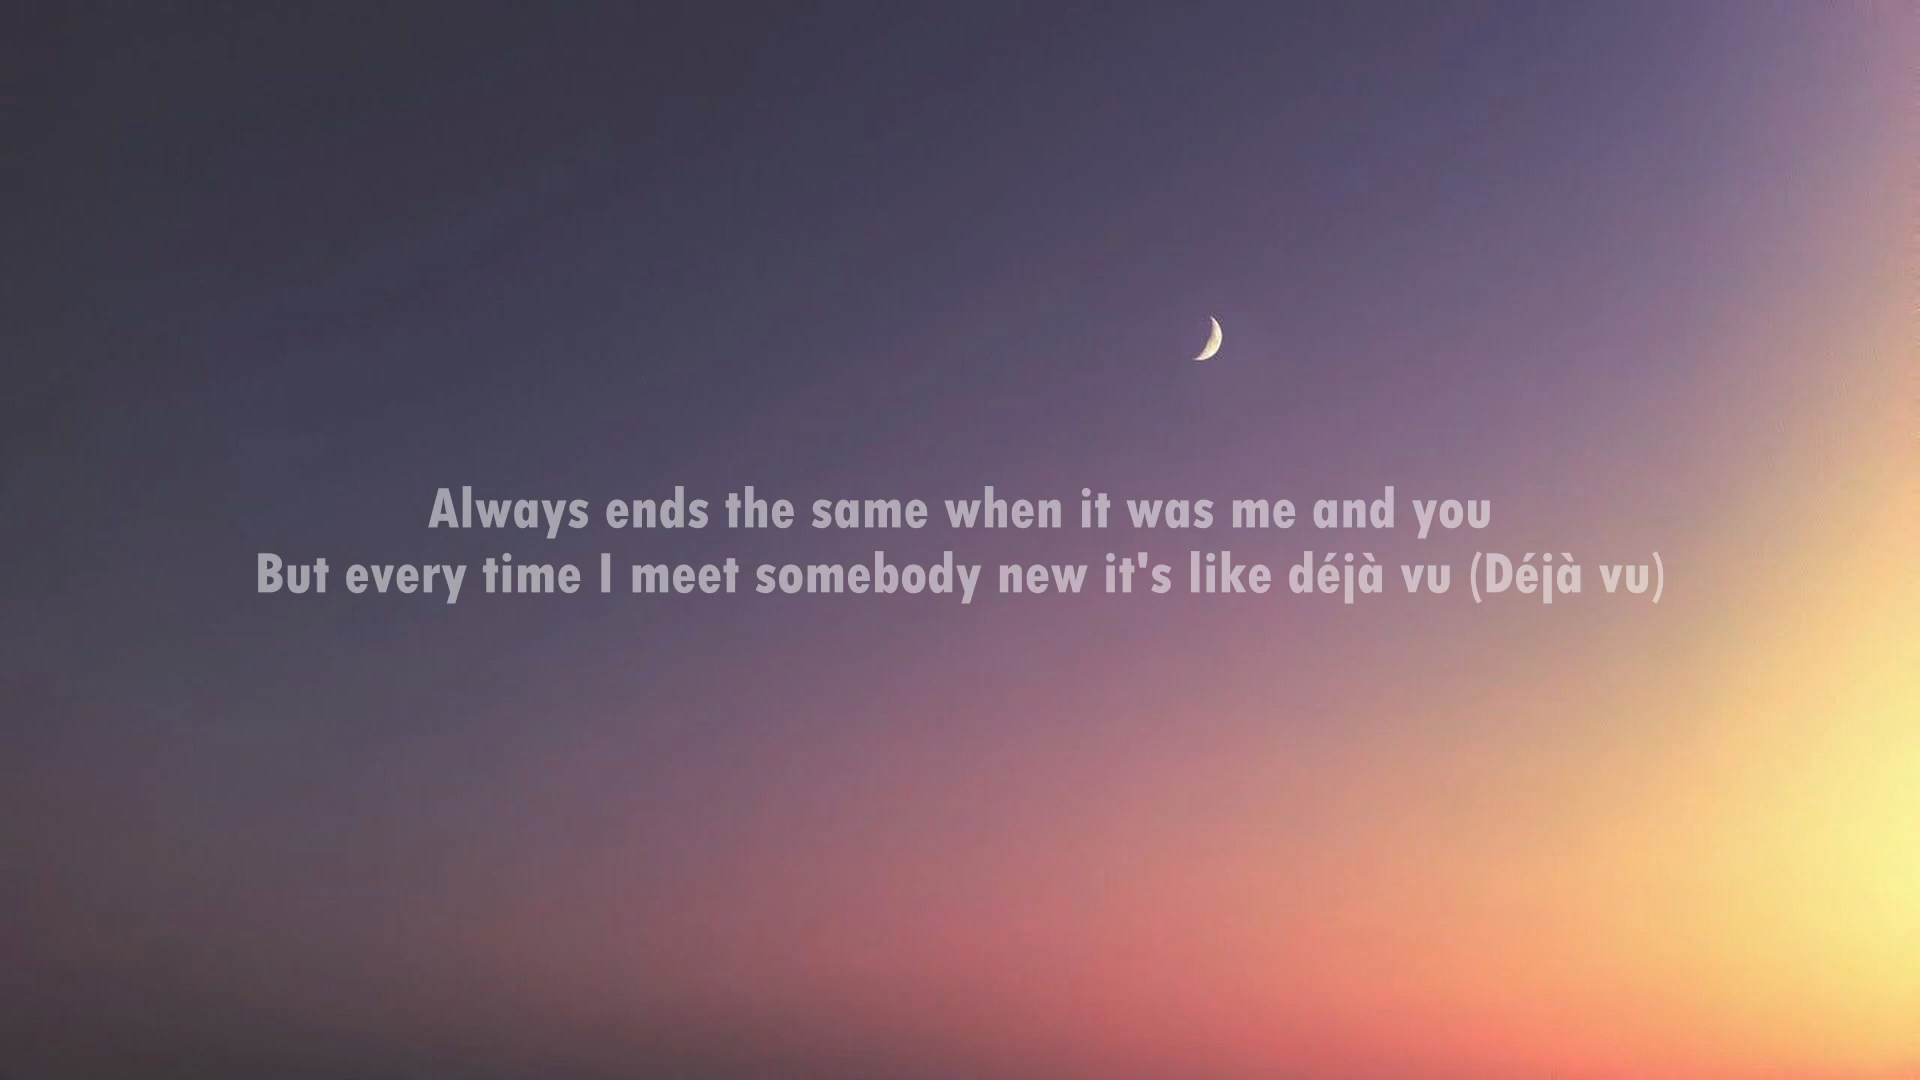 Always ends the same when it was me and you
But every time I meet somebody new it's like déjà vu (Déjà vu)